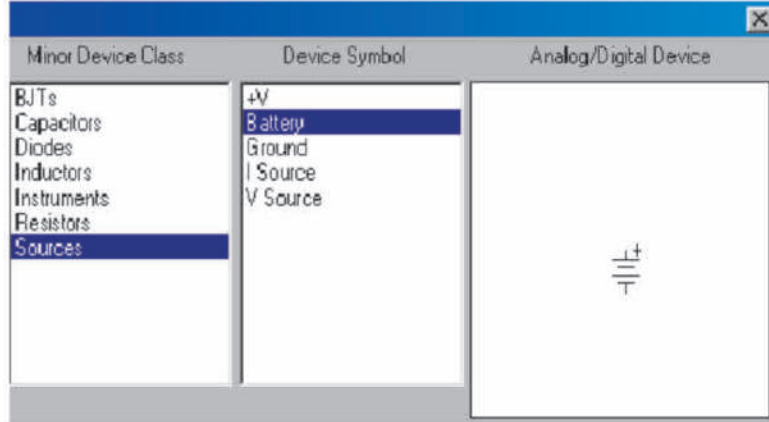 Minor Device Class
Device Symbol
Analog/Digital Device
BJTs
Capacitors
Diodes
Inductors
Instruments
Resistors
Sources
+V
Battery
Ground
I Source
V Source
+